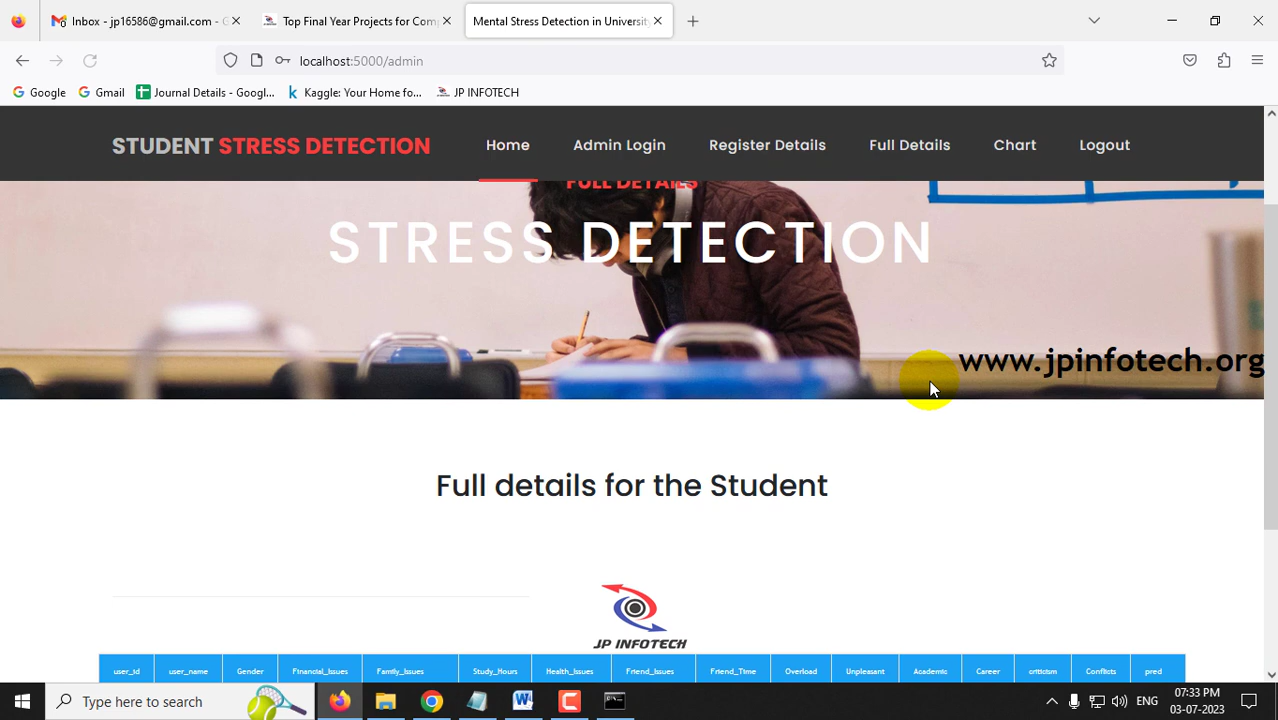 Inbox - jp16586@gmail.com - G
Top Final Year Projects for Comp
Mental Stress Detection in University
localhost:5000/admin
Google
Gmail
Journal Details - Googl...
Kaggle: Your Home fo...
JP INFOTECH
STUDENT STRESS DETECTION
Home
Admin Login
Register Details
Full Details
Chart
Logout
FULL DETAILS
STRESS DETECTION
www.jpinfotech.org
Full details for the Student
JP INFOTECH
user_id user_name Gender Financial_Issues Family_Issues Study_Hours Health_Issues Friend_Issues Friend_Time Overload Unpleasant Academic Career criticism Conflicts pred
Type here to search
ENG
07:33 PM
03-07-2023